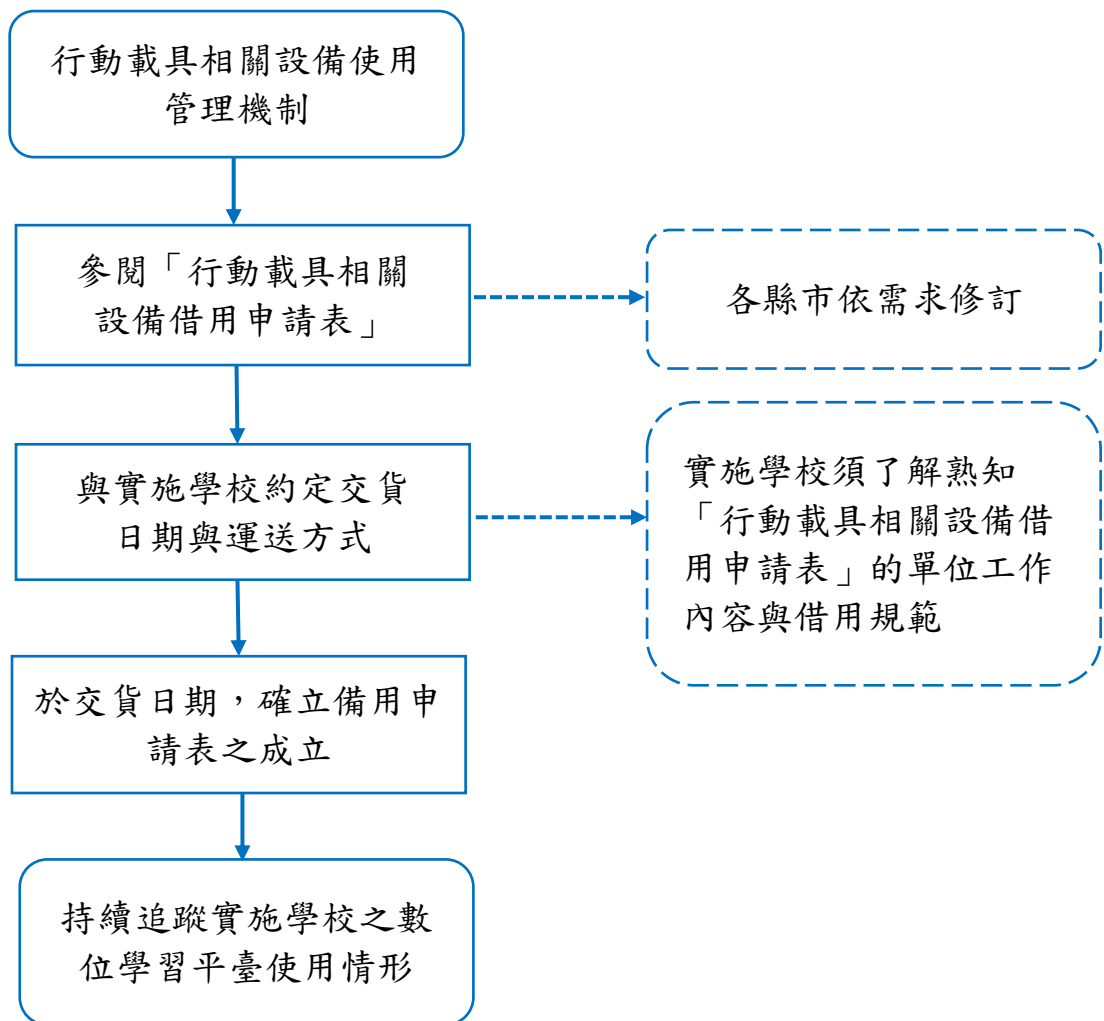 行動載具相關設備使用
管理機制
參閱「行動載具相關
設備借用申請表」
各縣市依需求修訂
與實施學校約定交貨
日期與運送方式
實施學校須了解熟知
「行動載具相關設備借
用申請表」的單位工作
內容與借用規範
於交貨日期，確立備用申
請表之成立
持續追蹤實施學校之數
位學習平臺使用情形